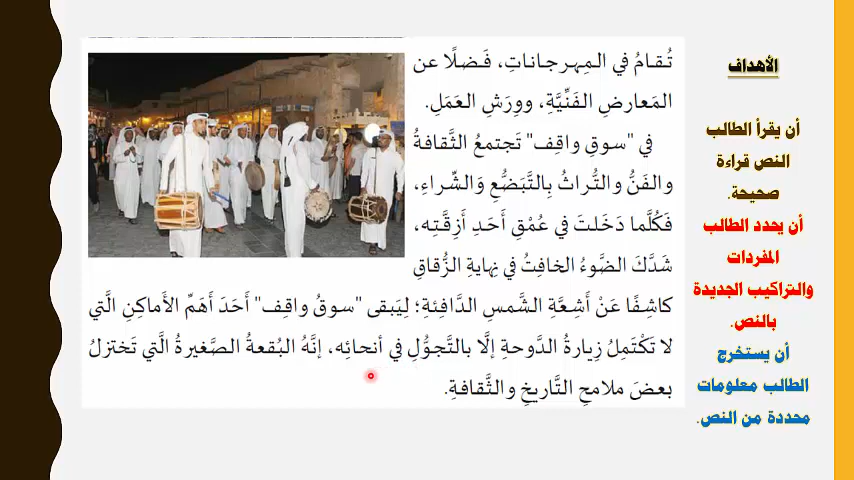 تُقامُ في المِهرجاناتِ، فَضلًا عن
المَعارضِ الفَنِّيَّةِ، ووِرَشِ العَمَلِ.
في "سوقِ واقِف" تَجتمعُ الثَّقافةُ
والفَنُّ والتُّراثُ بِالتَّبَضُّعِ وَالشِّراءِ،
فَكُلَّما دَخَلتَ في عُمْقِ أَحَدِ أَزِقَّتِه،
شَدَّكَ الضَّوءُ الخافِتُ في نِهايةِ الزُّقاقِ
كاشِفًا عَنْ أَشِعَّةِ الشَّمسِ الدَّافِئةِ؛ لِيَبقى "سوقُ واقِف" أَحَدَ أَهَمِّ الأَماكِنِ الَّتي
لا تَكْتَمِلُ زِيارةُ الدَّوحةِ إلَّا بالتَّجوُّلِ في أنحائِه، إنَّهُ البُقعةُ الصَّغيرةُ الَّتي تَختزلُ
بعضَ ملامحِ التَّاريخِ والثَّقافةِ.
الأهداف
أن يقرأ الطالب
النص قراءة
صحيحة.
أن يحدد الطالب
المفردات
والتراكيب الجديدة
بالنص.
أن يستخرج
الطالب معلومات
محددة من النص.